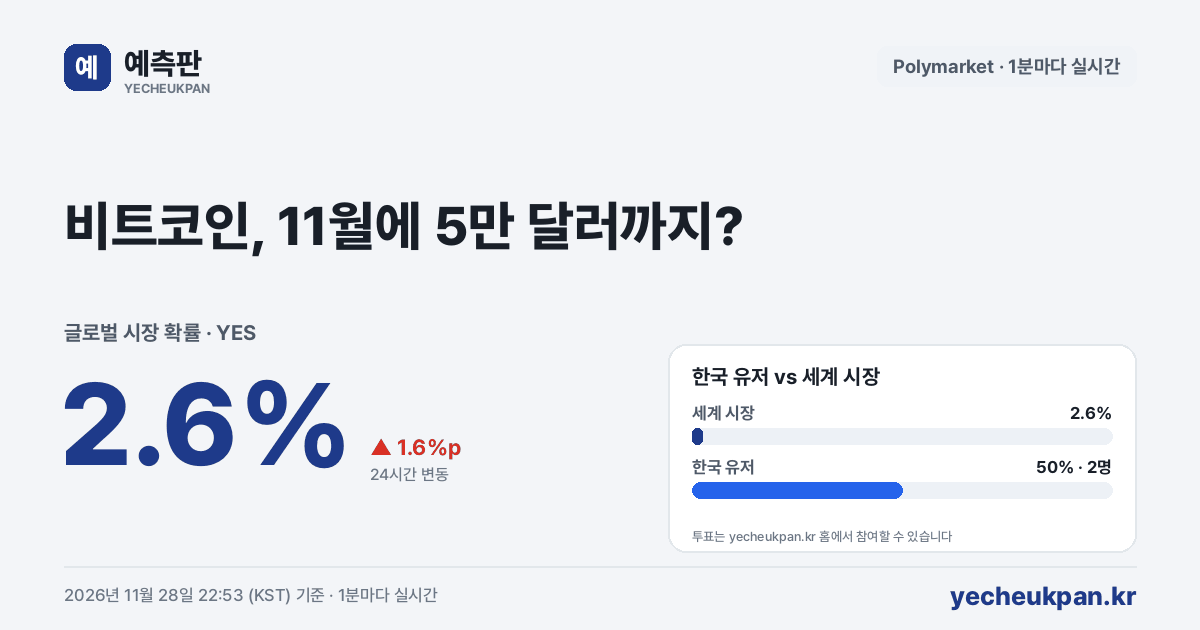 예 예측판
YECHEUKPAN
Polymarket · 1분마다 실시간
비트코인, 11월에 5만 달러까지?
글로벌 시장 확률 · YES
2.6%
▲ 1.6%p
24시간 변동
한국 유저 vs 세계 시장
세계 시장 2.6%
한국 유저 50% · 2명
투표는 yecheukpan.kr 홈에서 참여할 수 있습니다
2026년 11월 28일 22:53 (KST) 기준 · 1분마다 실시간
yecheukpan.kr